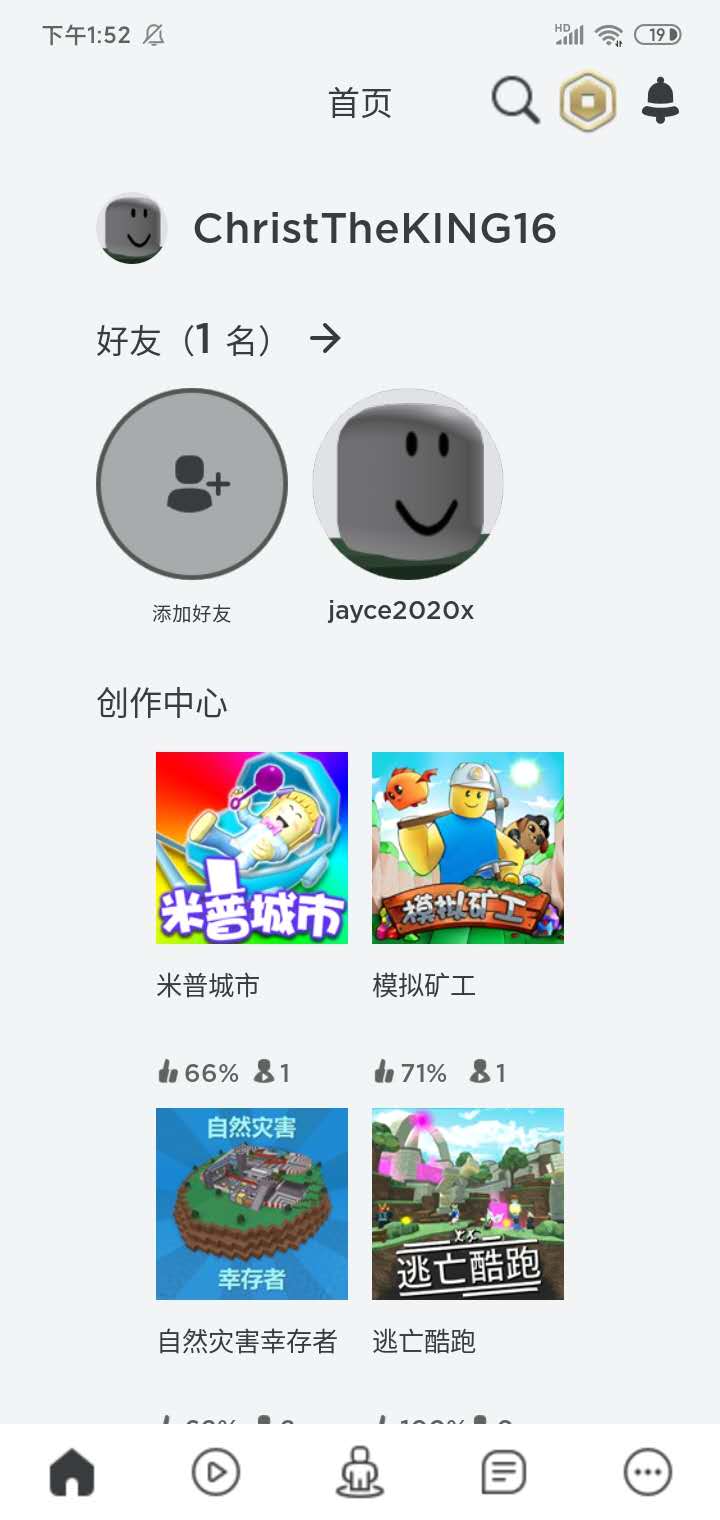 下午1:52
HD
19
首页
ChristTheKING16
好友（1 名）
添加好友
jayce2020x
创作中心
米普城市
模拟矿工
米普城市
模拟矿工
66% 1
71% 1
自然灾害
幸存者
逃亡酷跑
自然灾害幸存者
逃亡酷跑